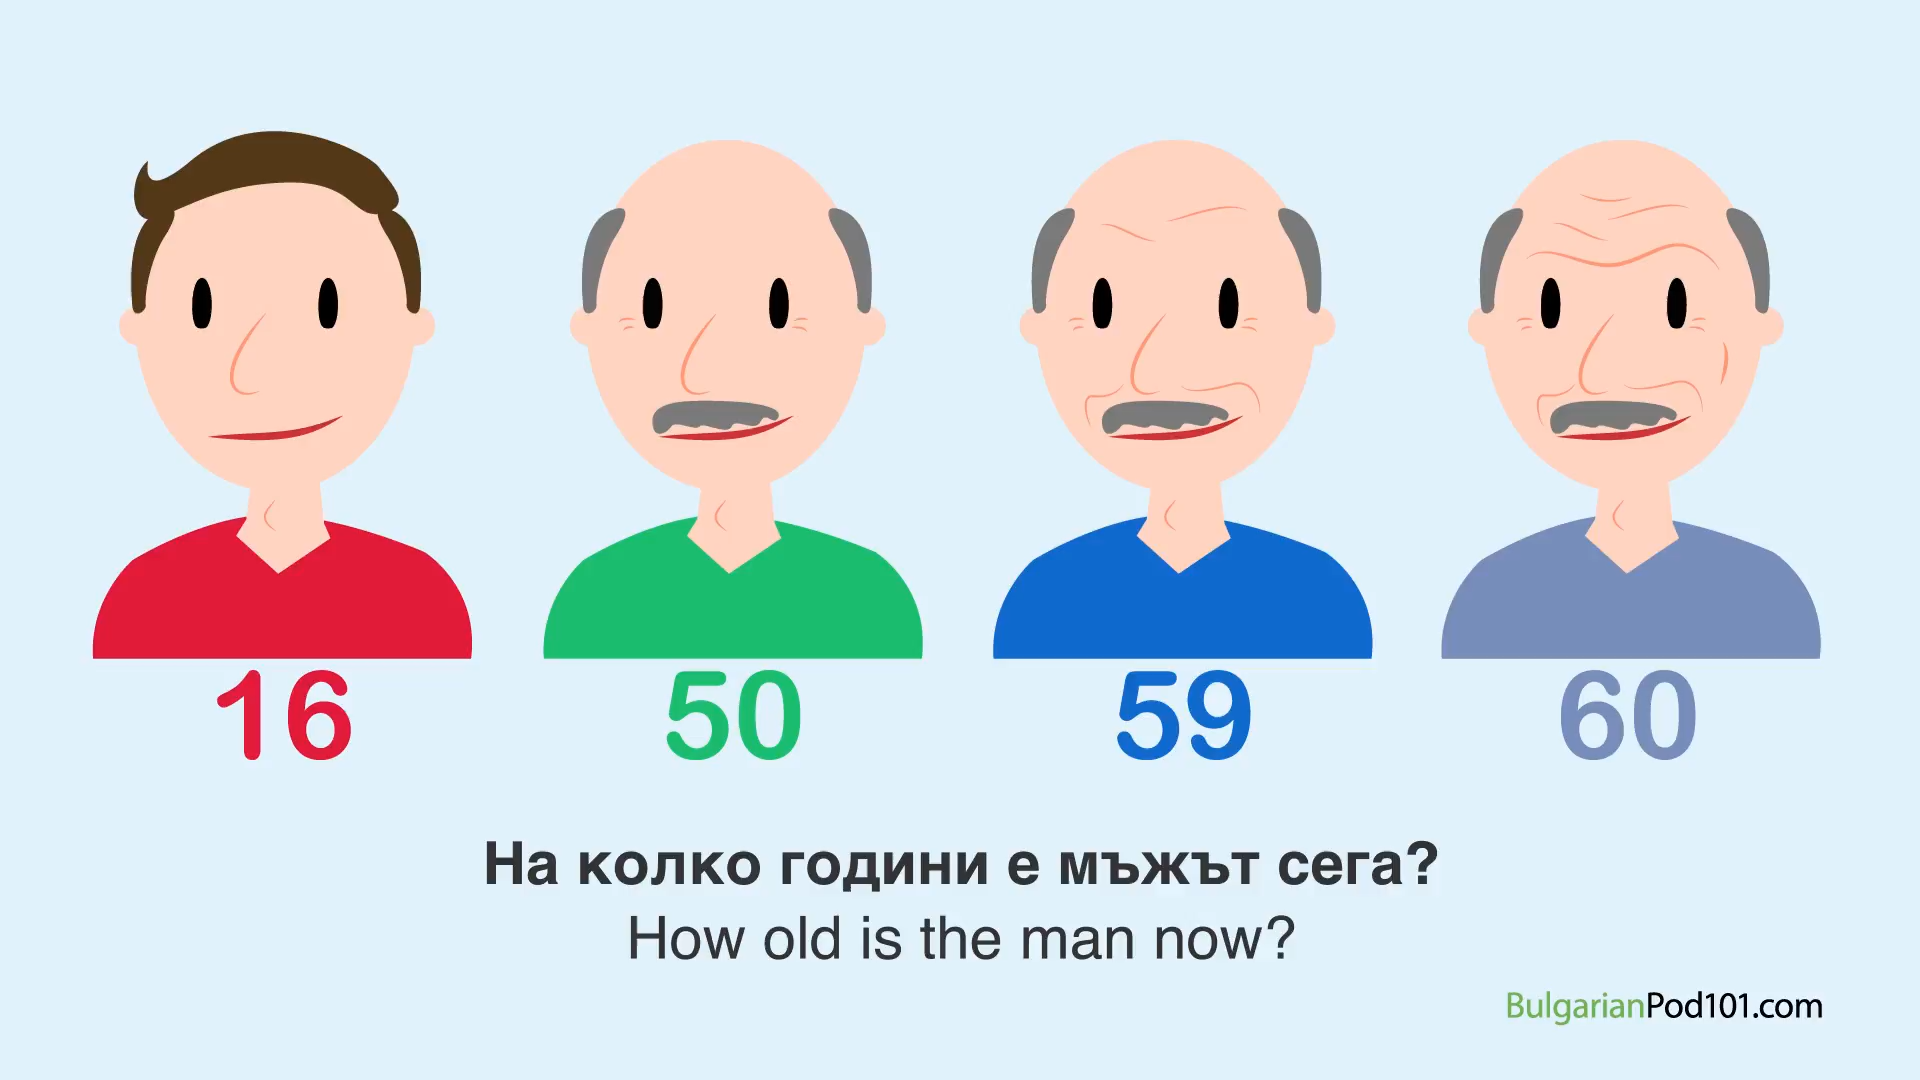 16 50 59 60
На колко години е мъжът сега?
How old is the man now?
BulgarianPod101.com